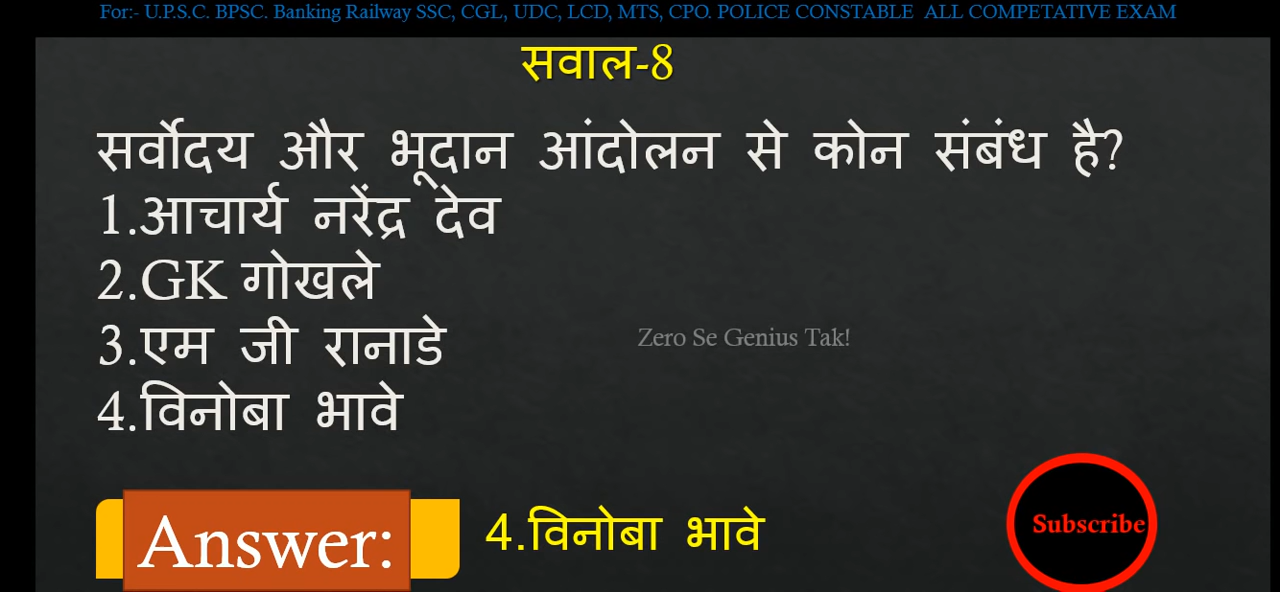 For:- U.P.S.C. BPSC. Banking Railway SSC, CGL, UDC, LCD, MTS, CPO. POLICE CONSTABLE ALL COMPETATIVE EXAM
सवाल-8
सर्वोदय और भूदान आंदोलन से कोन संबंध है?
1.आचार्य नरेंद्र देव
2.GK गोखले
3.एम जी रानाडे
Zero Se Genius Tak!
4.विनोबा भावे
Answer: 4.विनोबा भावे
Subscribe